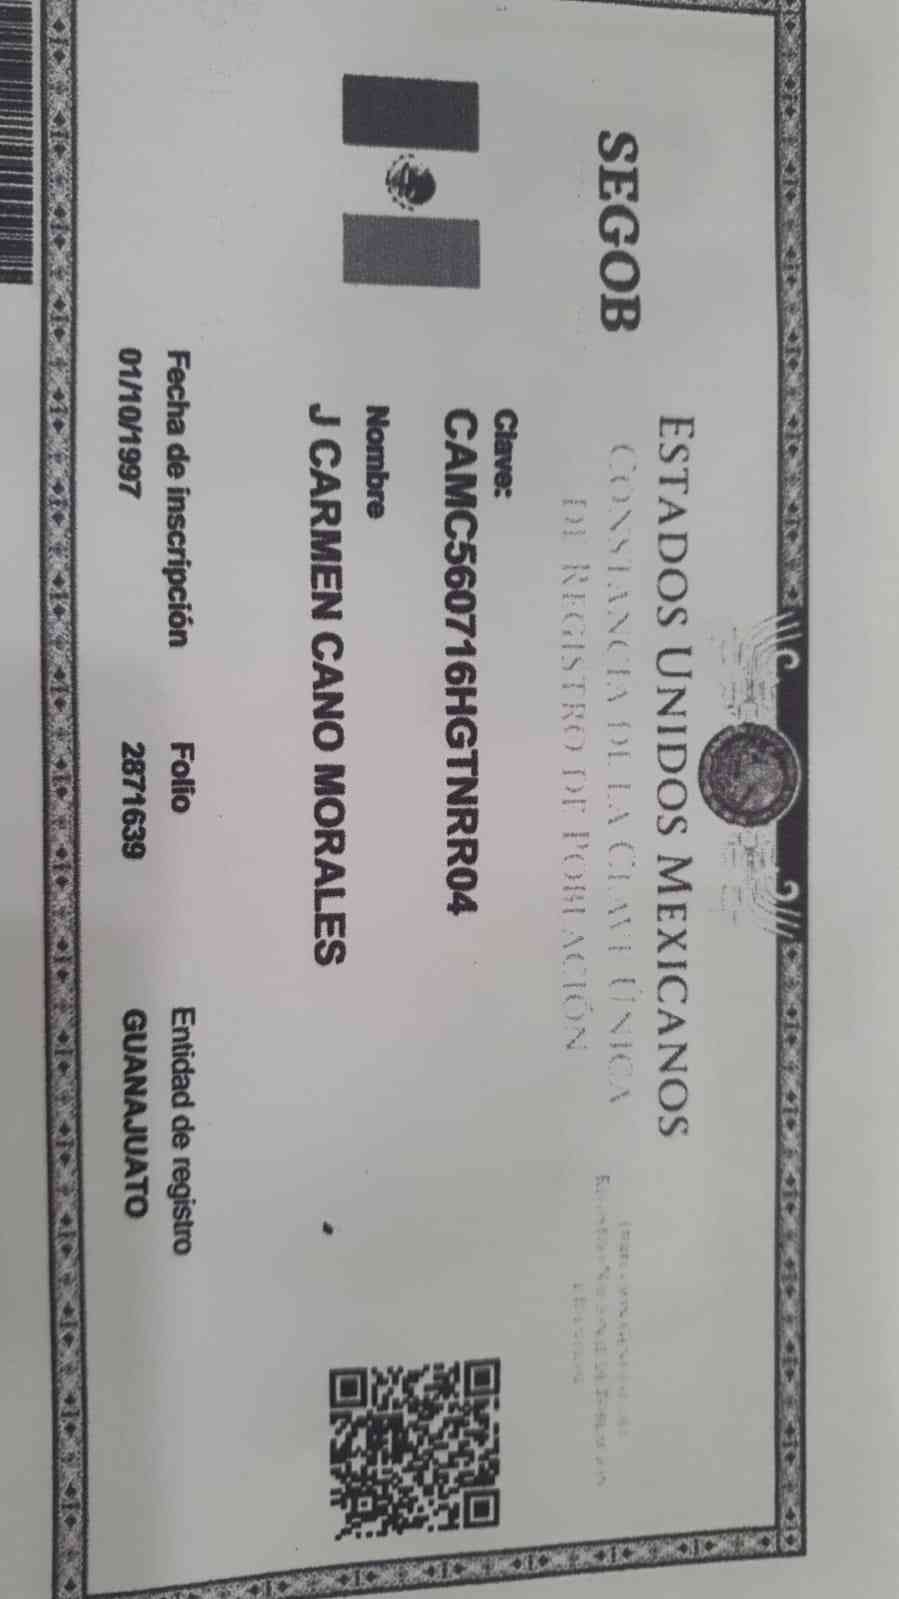 ESTADOS UNIDOS MEXICANOS
CONSTANCIA DE LA CLAVE ÚNICA
DE REGISTRO DE POBLACIÓN
SEGOB
Clave:
CAMC560716HGTNRR04
Nombre
J CARMEN CANO MORALES
Fecha de inscripción Folio Entidad de registro
01/10/1997 2871639 GUANAJUATO